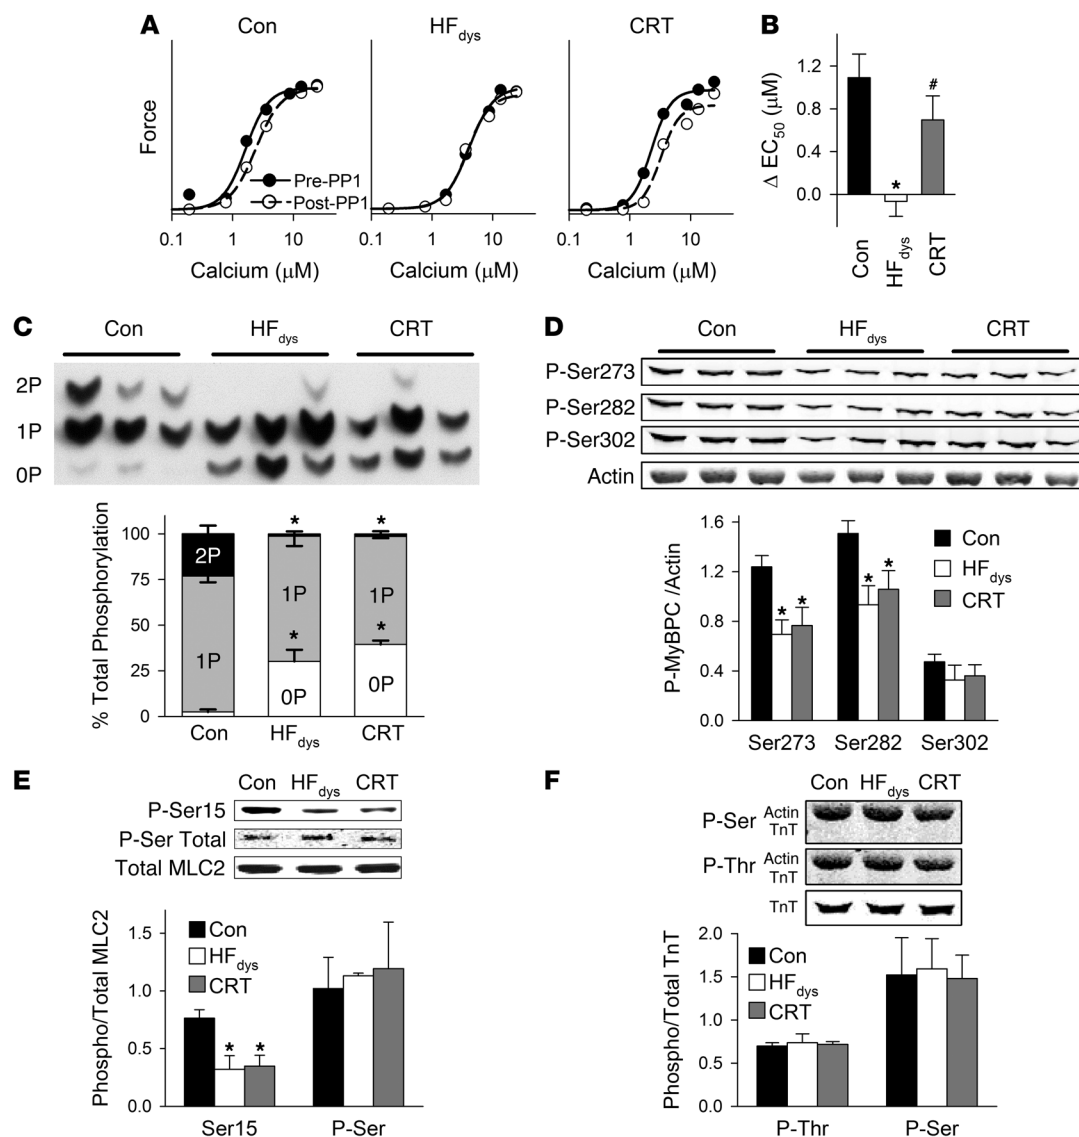 A Con HFdys CRT B
Force
Pre-PP1
Post-PP1
0.1 1 10 0.1 1 10 0.1 1 10
Calcium (μM) Calcium (μM) Calcium (μM)
Δ EC50 (μM)
1.2
0.8
0.4
0.0
#
*
Con HFdys CRT
C Con HFdys CRT
2P
1P
0P
% Total Phosphorylation
100
75
50
25
0
* *
2P
1P 1P
* *
1P
0P 0P
Con HFdys CRT
D Con HFdys CRT
P-Ser273
P-Ser282
P-Ser302
Actin
P-MyBPC /Actin
1.6
1.2
0.8
0.4
0.0
Con
HFdys
CRT
* *
* *
Ser273 Ser282 Ser302
E Con HFdys CRT
P-Ser15
P-Ser Total
Total MLC2
Phospho/Total MLC2
1.5
1.0
0.5
0.0
Con
HFdys
CRT
* *
Ser15 P-Ser
F Con HFdys CRT
P-Ser Actin
TnT
P-Thr Actin
TnT
TnT
Phospho/Total TnT
2.0
1.5
1.0
0.5
0.0
Con
HFdys
CRT
P-Thr P-Ser